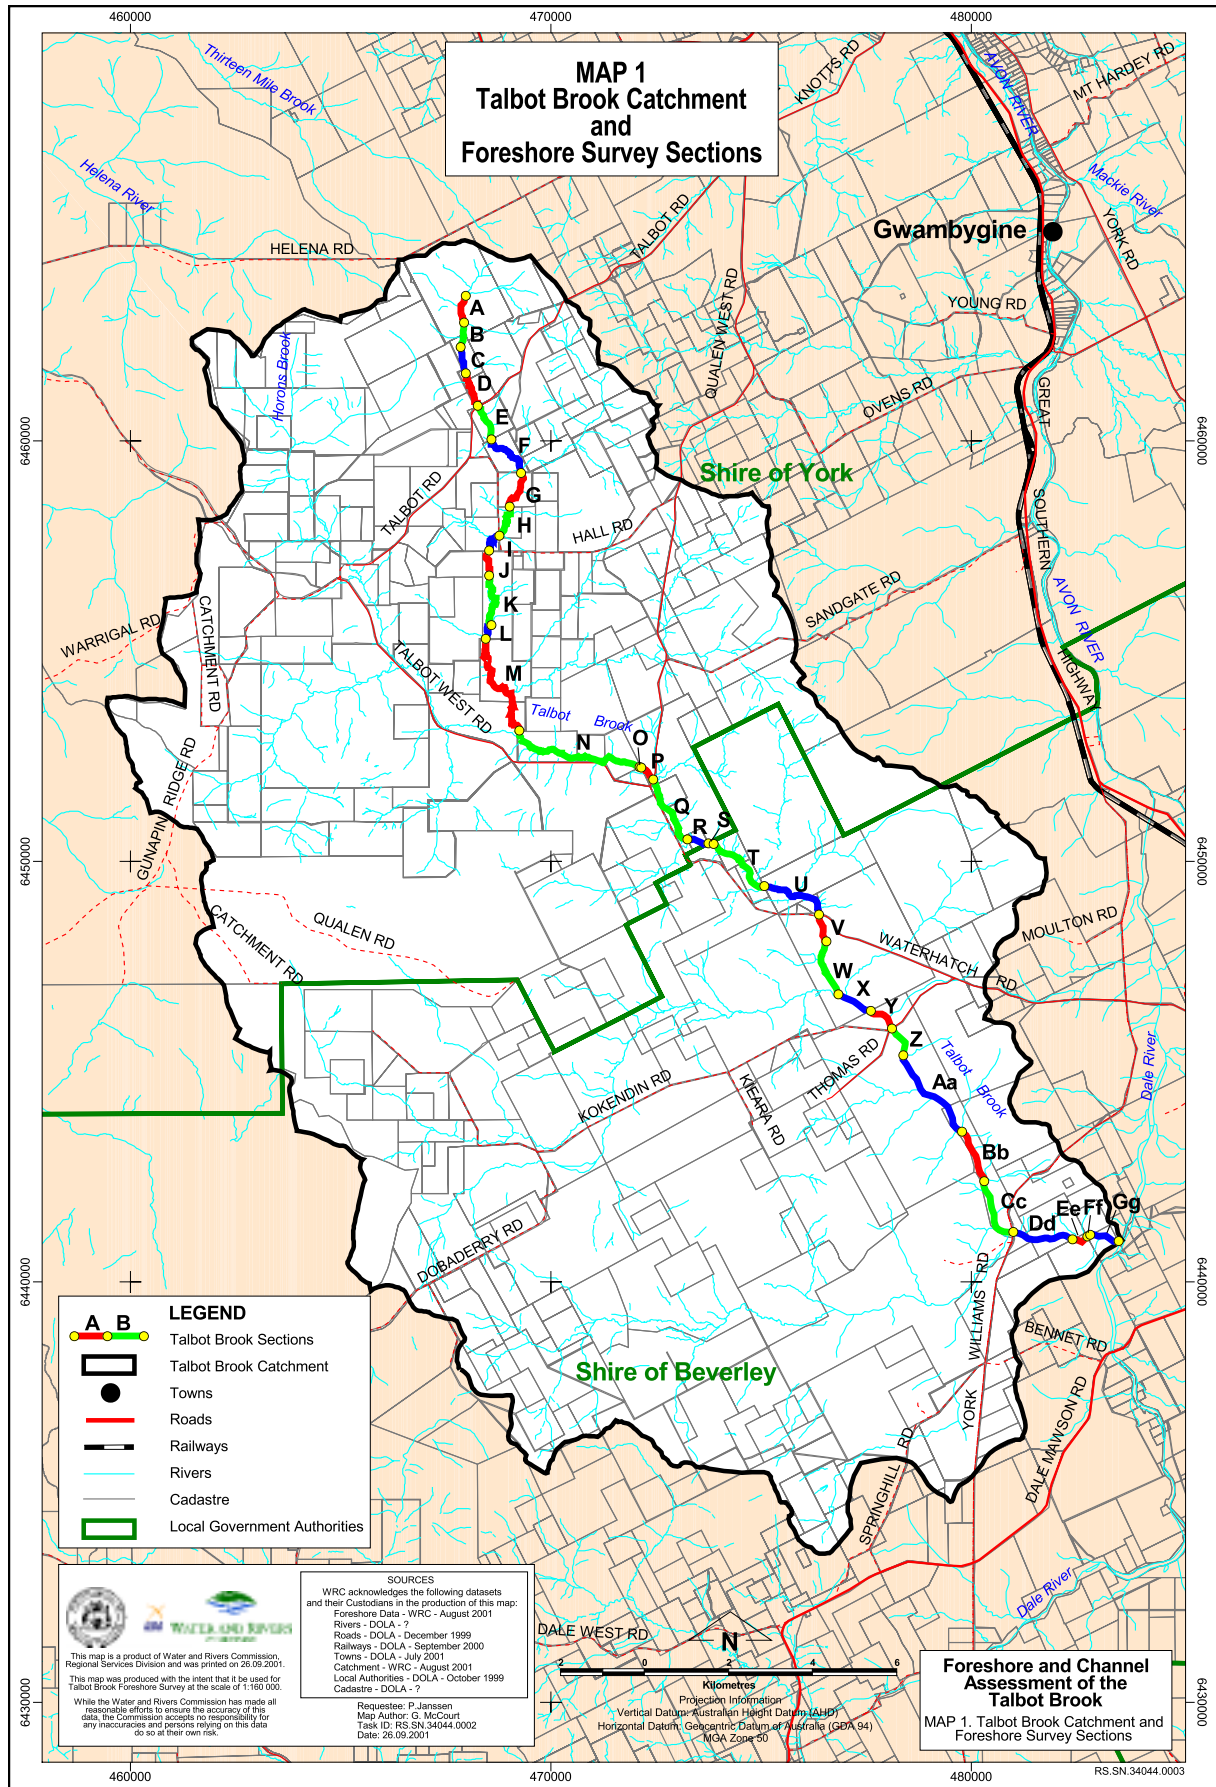 460000
470000
480000
MAP 1
Talbot Brook Catchment
and
Foreshore Survey Sections
Thirteen Mile Brook
Helena River
KNOTTS RD
AVON RIVER
MT HARDEY RD
Mackie River
YORK RD
Gwambygine
HELENA RD
TALBOT RD
QUALEN WEST RD
YOUNG RD
Horons Brook
A
B
C
D
E
F
G
H
I
J
K
L
M
N
O
P
Q
R
S
T
U
V
W
X
Y
Z
Aa
Bb
Cc
Dd
Ee
Ff
Gg
OVENS RD
GREAT
SOUTHERN
HIGHWAY
6460000
6460000
Shire of York
TALBOT RD
HALL RD
SANDGATE RD
AVON RIVER
WARRIGAL RD
CATCHMENT RD
TALBOT WEST RD
Talbot Brook
GUNAPIN RIDGE RD
6450000
6450000
CATCHMENT RD
QUALEN RD
WATERHATCH RD
MOULTON RD
Dale River
Talbot Brook
THOMAS RD
KOKENDIN RD
KIEARA RD
DOBADERRY RD
6440000
6440000
YORK WILLIAMS RD
BENNET RD
Shire of Beverley
DALE MAWSON RD
SPRINGHILL RD
Dale River
DALE WEST RD
LEGEND
A B
Talbot Brook Sections
Talbot Brook Catchment
Towns
Roads
Railways
Rivers
Cadastre
Local Government Authorities
WATER AND RIVERS
This map is a product of Water and Rivers Commission,
Regional Services Division and was printed on 26.09.2001.
This map was produced with the intent that it be used for
Talbot Brook Foreshore Survey at the scale of 1:160 000.
While the Water and Rivers Commission has made all
reasonable efforts to ensure the accuracy of this
data, the Commission accepts no responsibility for
any inaccuracies and persons relying on this data
do so at their own risk.
SOURCES
WRC acknowledges the following datasets
and their Custodians in the production of this map:
Foreshore Data - WRC - August 2001
Rivers - DOLA - ?
Roads - DOLA - December 1999
Railways - DOLA - September 2000
Towns - DOLA - July 2001
Catchment - WRC - August 2001
Local Authorities - DOLA - October 1999
Cadastre - DOLA - ?
Requestee: P.Janssen
Map Author: G. McCourt
Task ID: RS.SN.34044.0002
Date: 26.09.2001
N
2 0 2 4 6
Kilometres
Projection Information
Vertical Datum: Australian Height Datum (AHD)
Horizontal Datum: Geocentric Datum of Australia (GDA 94)
MGA Zone 50
Foreshore and Channel
Assessment of the
Talbot Brook
MAP 1. Talbot Brook Catchment and
Foreshore Survey Sections
6430000
6430000
RS.SN.34044.0003
460000
470000
480000